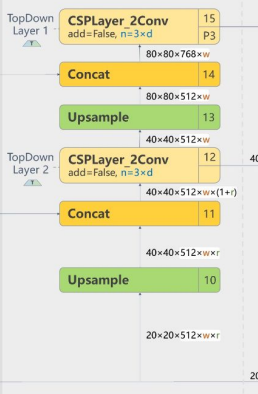 TopDown
Layer 1
T
CSPLayer_2Conv
add=False, n=3×d
15
P3
80×80×768×w
Concat
14
80×80×512×w
Upsample
13
40×40×512×w
TopDown
Layer 2
T
CSPLayer_2Conv
add=False, n=3×d
12
40
40×40×512×w×(1+r)
Concat
11
40×40×512×w×r
Upsample
10
20×20×512×w×r
20